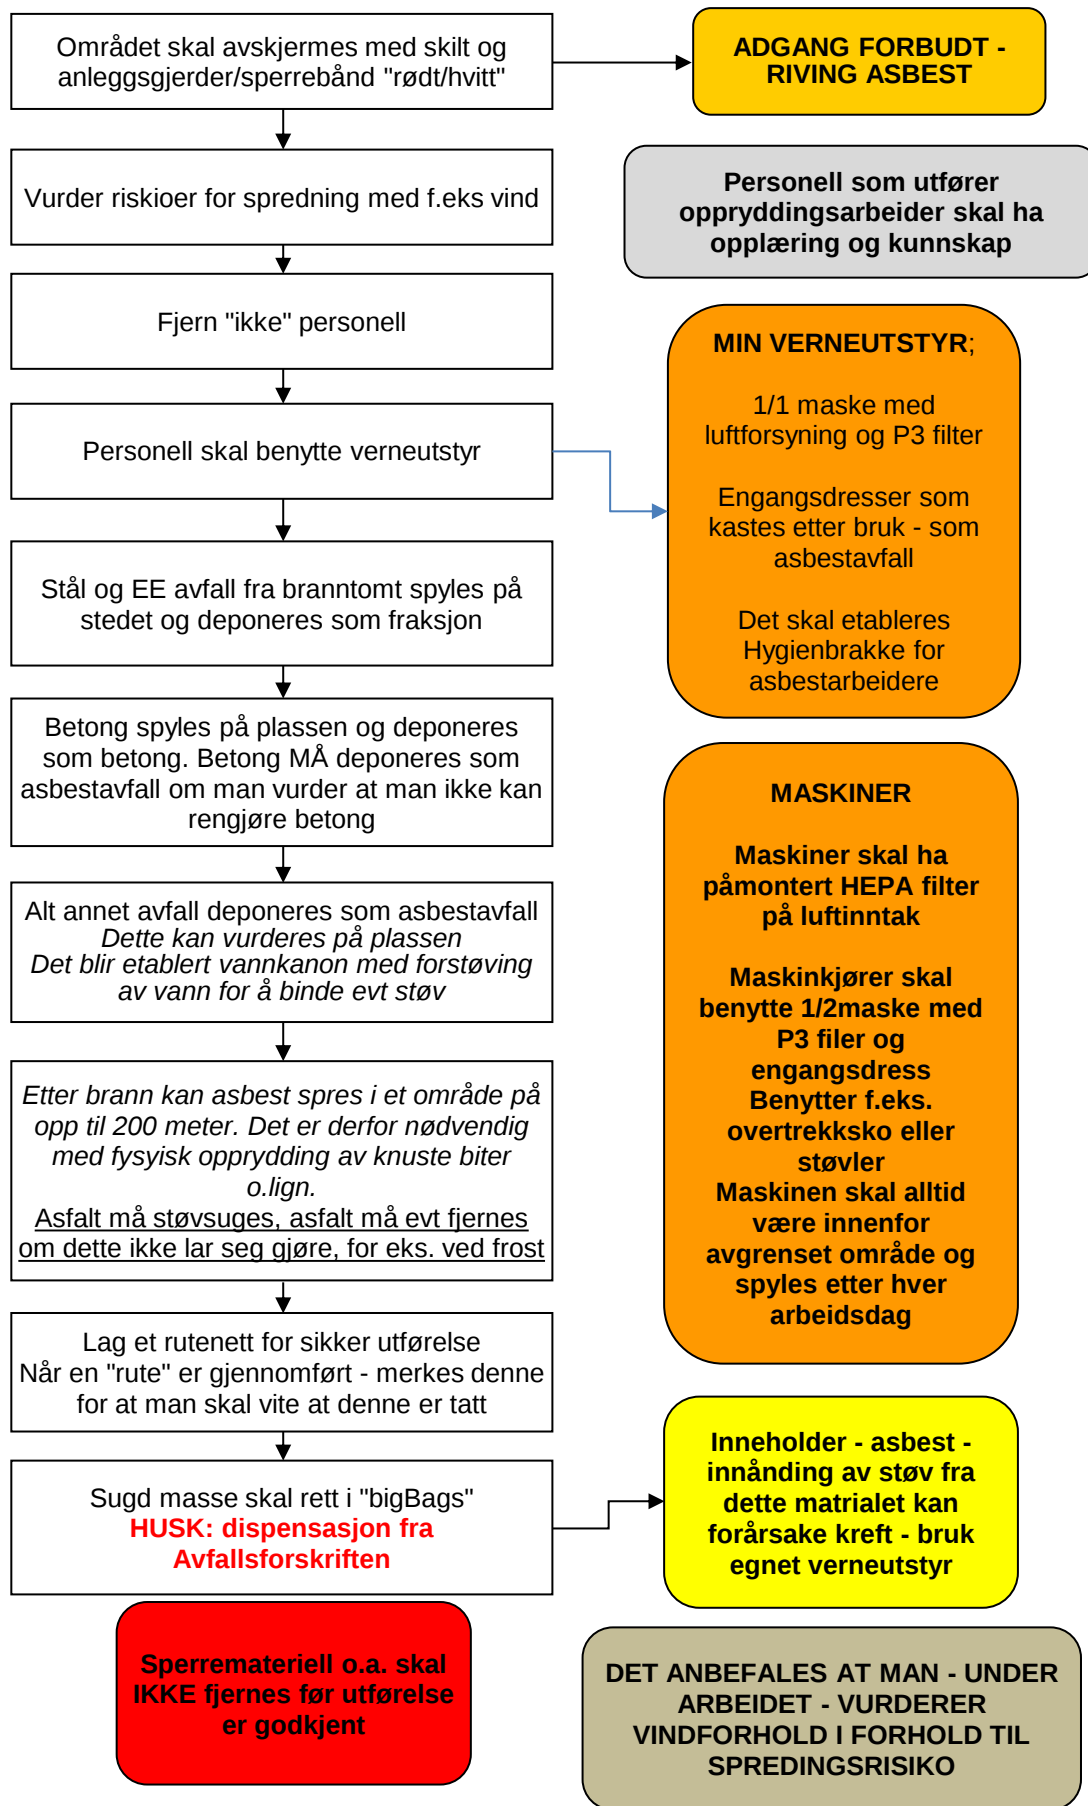 Området skal avskjermes med skilt og
anleggsgjerder/sperrebånd "rødt/hvitt"
ADGANG FORBUDT -
RIVING ASBEST
Vurder riskioer for spredning med f.eks vind
Personell som utfører
oppryddingsarbeider skal ha
opplæring og kunnskap
Fjern "ikke" personell
Personell skal benytte verneutstyr
MIN VERNEUTSTYR;
1/1 maske med
luftforsyning og P3 filter
Engangsdresser som
kastes etter bruk - som
asbestavfall
Det skal etableres
Hygienbrakke for
asbestarbeidere
Stål og EE avfall fra branntomt spyles på
stedet og deponeres som fraksjon
Betong spyles på plassen og deponeres
som betong. Betong MÅ deponeres som
asbestavfall om man vurder at man ikke kan
rengjøre betong
Alt annet avfall deponeres som asbestavfall
Dette kan vurderes på plassen
Det blir etablert vannkanon med forstøving
av vann for å binde evt støv
MASKINER
Maskiner skal ha
påmontert HEPA filter
på luftinntak
Maskinkjører skal
benytte 1/2maske med
P3 filer og
engangsdress
Benytter f.eks.
overtrekksko eller
støvler
Maskinen skal alltid
være innenfor
avgrenset område og
spyles etter hver
arbeidsdag
Etter brann kan asbest spres i et område på
opp til 200 meter. Det er derfor nødvendig
med fysyisk opprydding av knuste biter
o.lign.
Asfalt må støvsuges, asfalt må evt fjernes
om dette ikke lar seg gjøre, for eks. ved frost
Lag et rutenett for sikker utførelse
Når en "rute" er gjennomført - merkes denne
for at man skal vite at denne er tatt
Sugd masse skal rett i "bigBags"
HUSK: dispensasjon fra
Avfallsforskriften
Inneholder - asbest -
innånding av støv fra
dette matrialet kan
forårsake kreft - bruk
egnet verneutstyr
Sperremateriell o.a. skal
IKKE fjernes før utførelse
er godkjent
DET ANBEFALES AT MAN - UNDER
ARBEIDET - VURDERER
VINDFORHOLD I FORHOLD TIL
SPREDINGSRISIKO